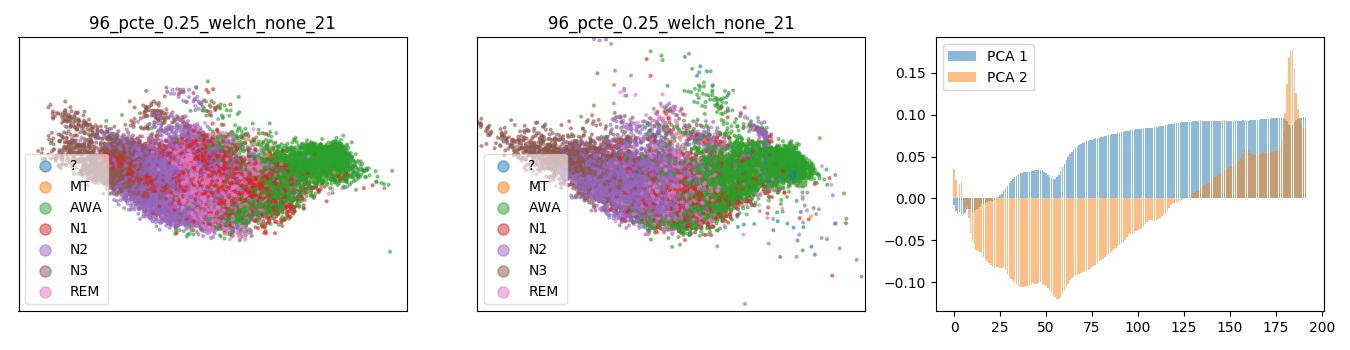 96_pcte_0.25_welch_none_21
?
MT
AWA
N1
N2
N3
REM
96_pcte_0.25_welch_none_21
?
MT
AWA
N1
N2
N3
REM
PCA 1
PCA 2
0.15
0.10
0.05
0.00
−0.05
−0.10
0 25 50 75 100 125 150 175 200